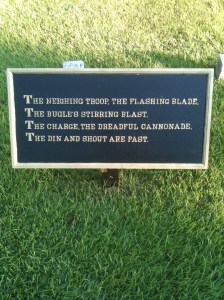 The neighing troop, the flashing blade,
The bugle's stirring blast,
The charge, the dreadful cannonade,
The din and shout are past.